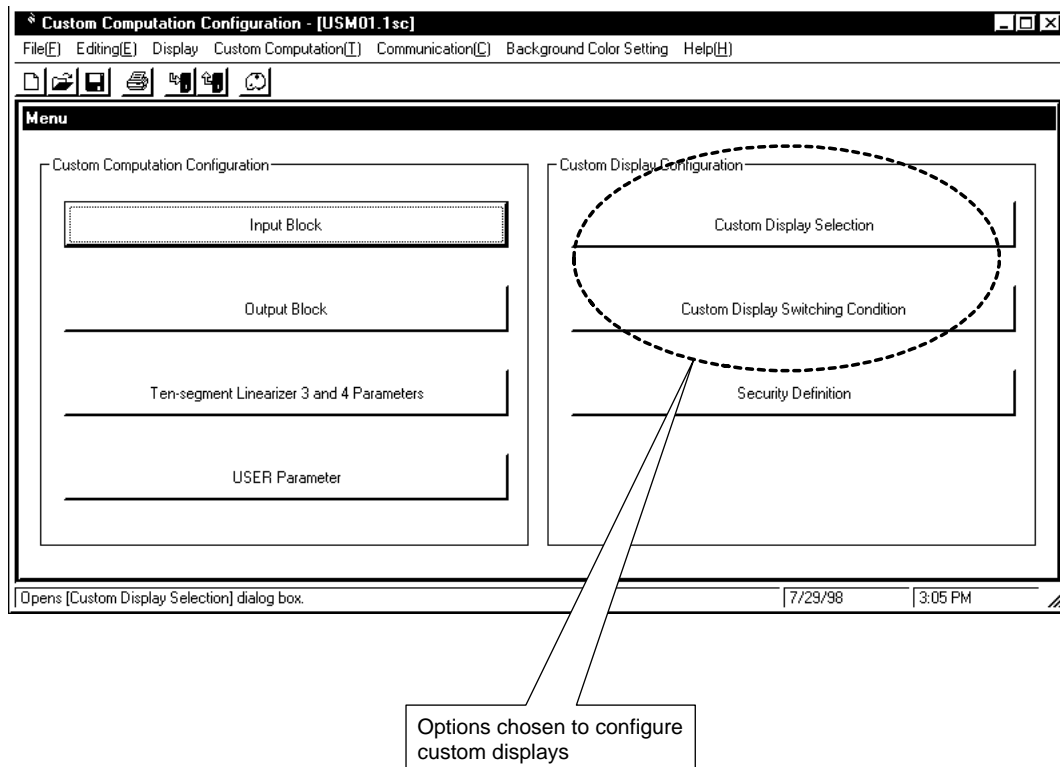 Custom Computation Configuration - [USM01.1sc]
File(F) Editing(E) Display Custom Computation(T) Communication(C) Background Color Setting Help(H)
Menu
Custom Computation Configuration
Input Block
Output Block
Ten-segment Linearizer 3 and 4 Parameters
USER Parameter
Custom Display Configuration
Custom Display Selection
Custom Display Switching Condition
Security Definition
Opens [Custom Display Selection] dialog box.
7/29/98
3:05 PM
Options chosen to configure
custom displays